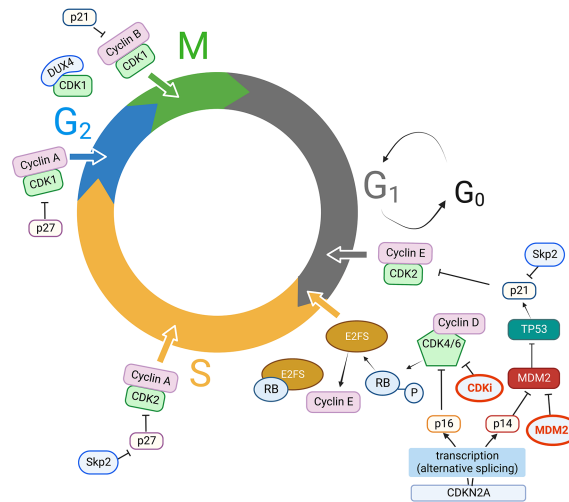 p21
Cyclin B
CDK1
M
DUX4
CDK1
G2
Cyclin A
CDK1
p27
G1
G0
Cyclin E
CDK2
Skp2
p21
TP53
MDM2
MDM2
Cyclin D
CDK4/6
CDKi
E2FS
RB
P
Cyclin E
E2FS
RB
S
Cyclin A
CDK2
p27
Skp2
p16
p14
transcription
(alternative splicing)
CDKN2A